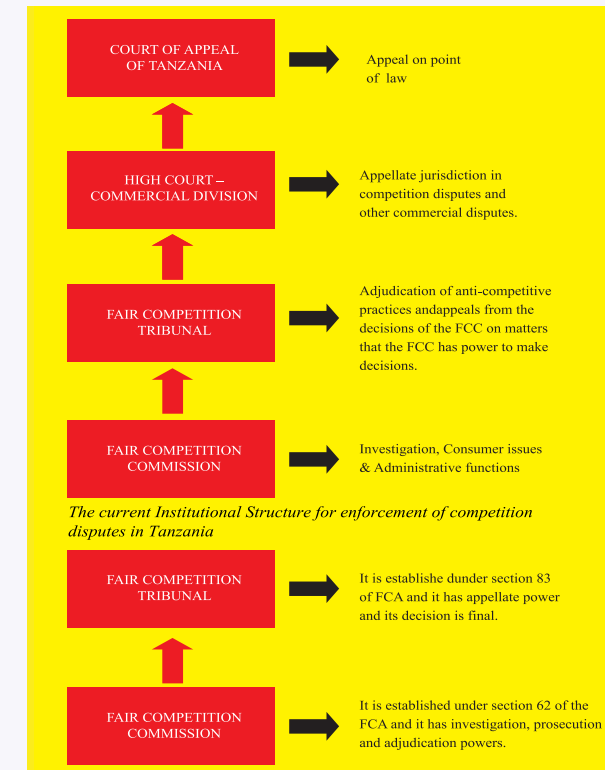 COURT OF APPEAL
OF TANZANIA
Appeal on point
of law
HIGH COURT –
COMMERCIAL DIVISION
Appellate jurisdiction in
competition disputes and
other commercial disputes.
FAIR COMPETITION
TRIBUNAL
Adjudication of anti-competitive
practices andappeals from the
decisions of the FCC on matters
that the FCC has power to make
decisions.
FAIR COMPETITION
COMMISSION
Investigation, Consumer issues
& Administrative functions
The current Institutional Structure for enforcement of competition
disputes in Tanzania
FAIR COMPETITION
TRIBUNAL
It is establishe dunder section 83
of FCA and it has appellate power
and its decision is final.
FAIR COMPETITION
COMMISSION
It is established under section 62 of the
FCA and it has investigation, prosecution
and adjudication powers.